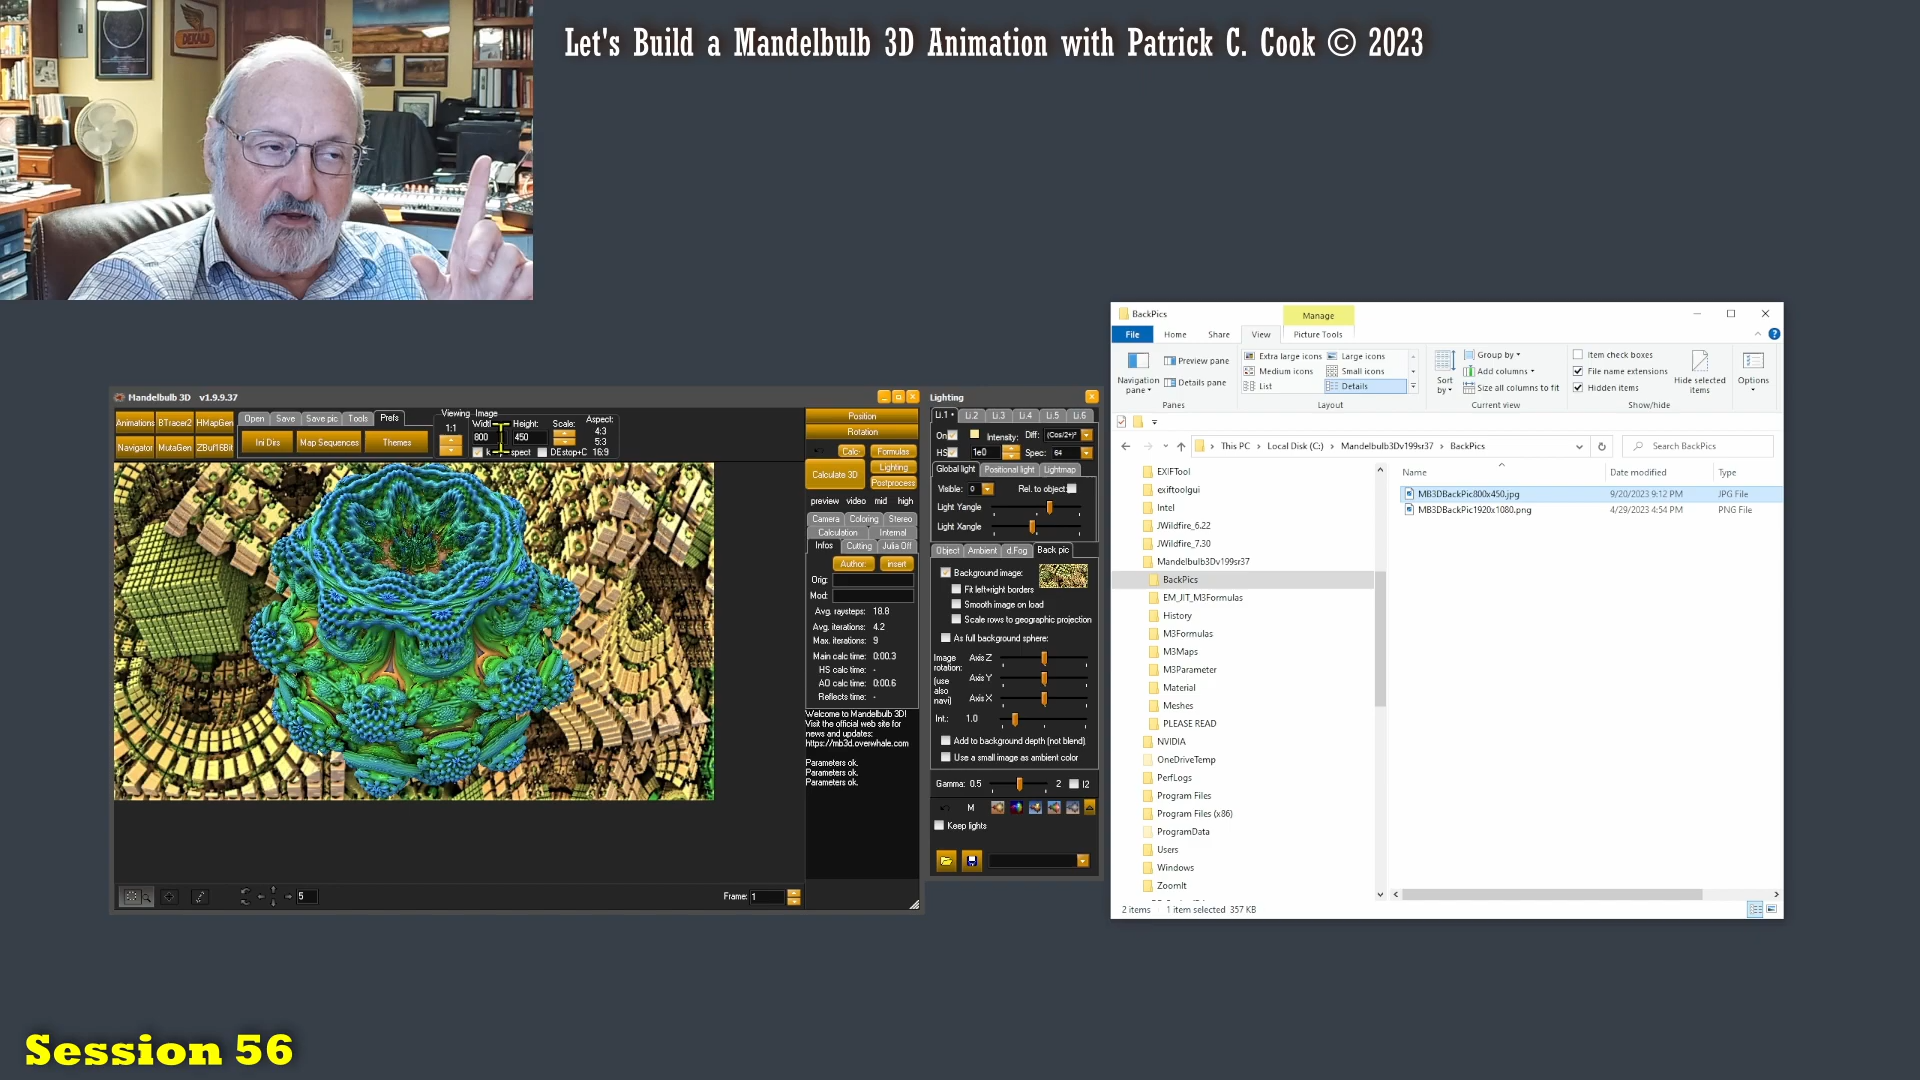 Let's Build a Mandelbulb 3D Animation with Patrick C. Cook © 2023
DEKALB
Mandelbulb 3D v1.9.9.37
Animations BTracer2 HMapGen
Navigator MutaGen ZBuf16Bit
Open Save Save pic Tools Prefs
Ini Dirs Map Sequences Themes
Viewing Image
1:1
Width: Height: Scale:
800 450
Aspect:
4:3
5:3
16:9
DEstop+C
Position
Rotation
Calc Formulas
Calculate 3D
Lighting
Postprocess
preview video mid high
Camera Coloring Stereo
Calculation Internal
Infos Cutting Julia Off
Author: insert
Orig:
Mod:
Avg. raysteps: 18.8
Avg. iterations: 4.2
Max. iterations: 9
Main calc time: 0:00.3
HS calc time: -
AO calc time: 0:00.6
Reflects time: -
Welcome to Mandelbulb 3D!
Visit the official web site for
news and updates:
https://mb3d.overwhale.com
Parameters ok.
Parameters ok.
Parameters ok.
5
Frame: 1
Lighting
Li.1 Li.2 Li.3 Li.4 Li.5 Li.6
On Intensity: Diff: (Cos/2+)²
HS 1e0 Spec: 64
Global light Positional light Lightmap
Visible: 0 Rel. to object:
Light Yangle
Light Xangle
Object Ambient d.Fog Back pic
Background image:
Fit left+right borders
Smooth image on load
Scale rows to geographic projection
As full background sphere:
Image
rotation:
(use
also
navi)
Axis Z
Axis Y
Axis X
Int.: 1.0
Add to background depth (not blend)
Use a small image as ambient color
Gamma: 0.5 2 I2
M
Keep lights
BackPics
Manage
File Home Share View Picture Tools
Navigation
pane
Preview pane
Details pane
Panes
Extra large icons Large icons
Medium icons Small icons
List Details
Layout
Sort
by
Group by
Add columns
Size all columns to fit
Current view
Item check boxes
File name extensions
Hidden items
Hide selected
items
Show/hide
Options
This PC > Local Disk (C:) > Mandelbulb3Dv199sr37 > BackPics
Search BackPics
EXIFTool
exiftoolgui
Intel
JWildfire_6.22
JWildfire_7.30
Mandelbulb3Dv199sr37
BackPics
EM_JIT_M3Formulas
History
M3Formulas
M3Maps
M3Parameter
Material
Meshes
PLEASE READ
NVIDIA
OneDriveTemp
PerfLogs
Program Files
Program Files (x86)
ProgramData
Users
Windows
ZoomIt
Name Date modified Type
MB3DBackPic800x450.jpg 9/20/2023 9:12 PM JPG File
MB3DBackPic1920x1080.png 4/29/2023 4:54 PM PNG File
2 items 1 item selected 357 KB
Session 56